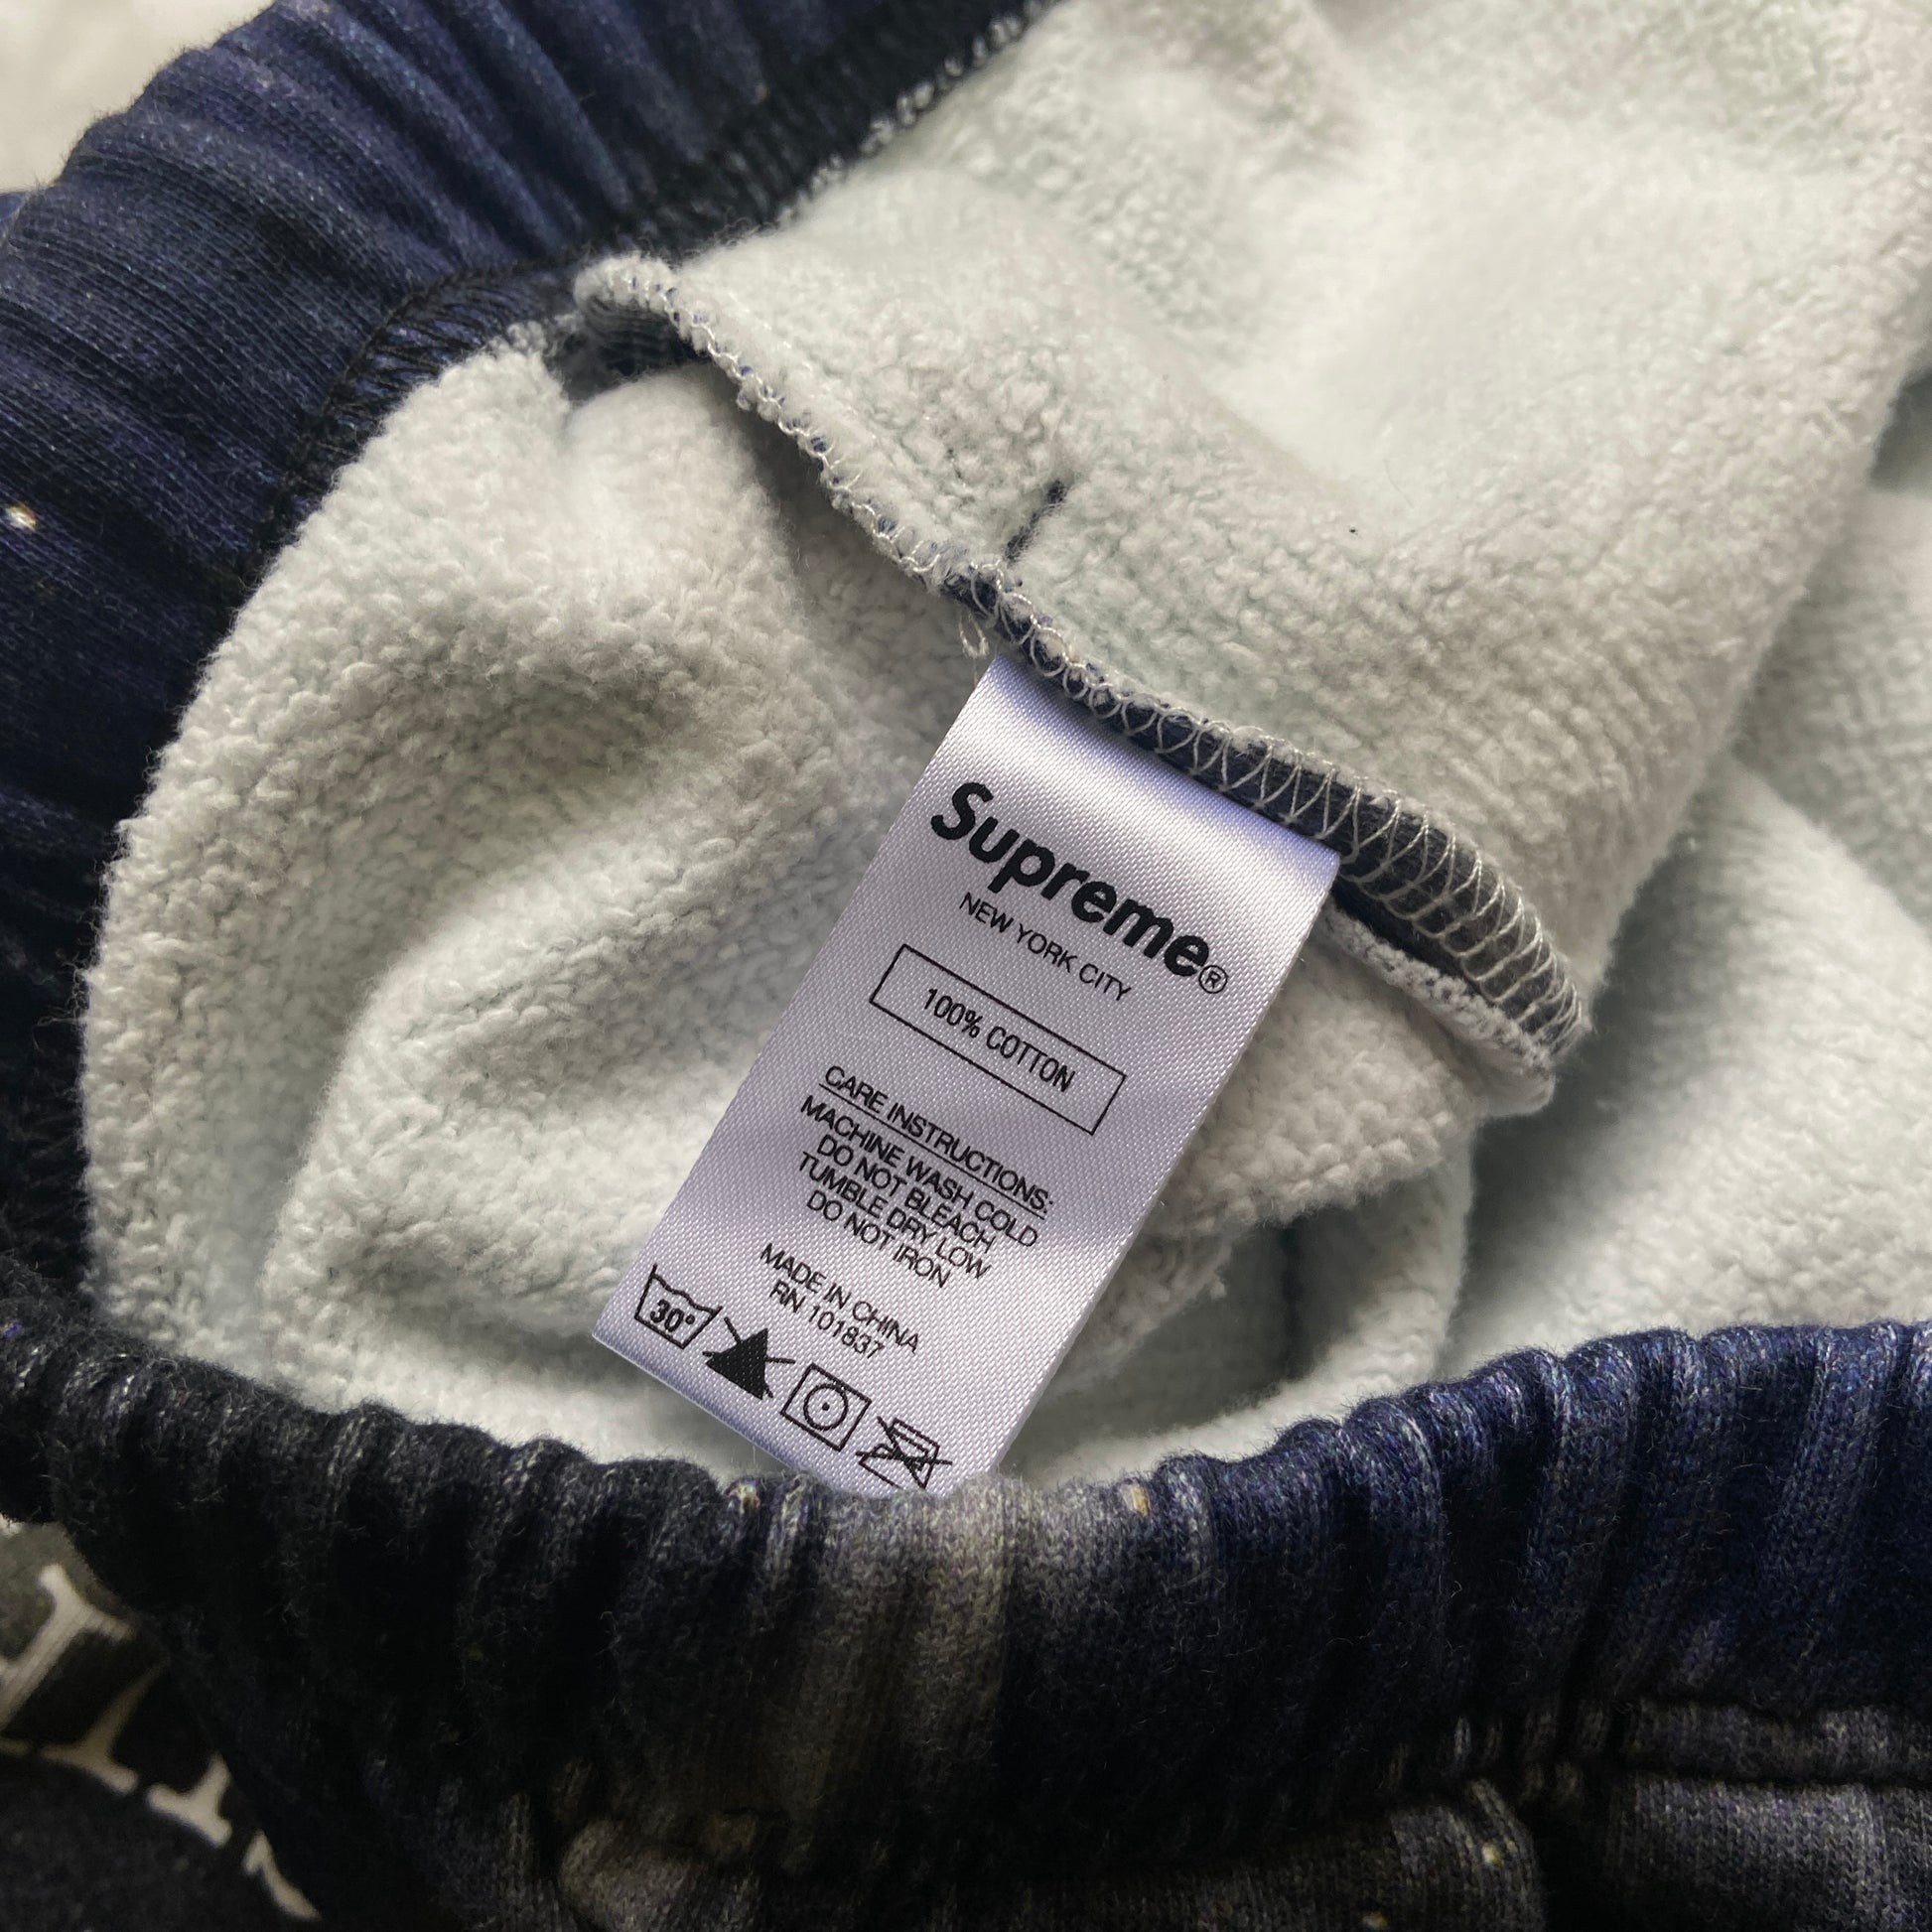 Supreme®
NEW YORK CITY
100% COTTON
CARE INSTRUCTIONS:
MACHINE WASH COLD
DO NOT BLEACH
TUMBLE DRY LOW
DO NOT IRON
MADE IN CHINA
RN 101837
30°